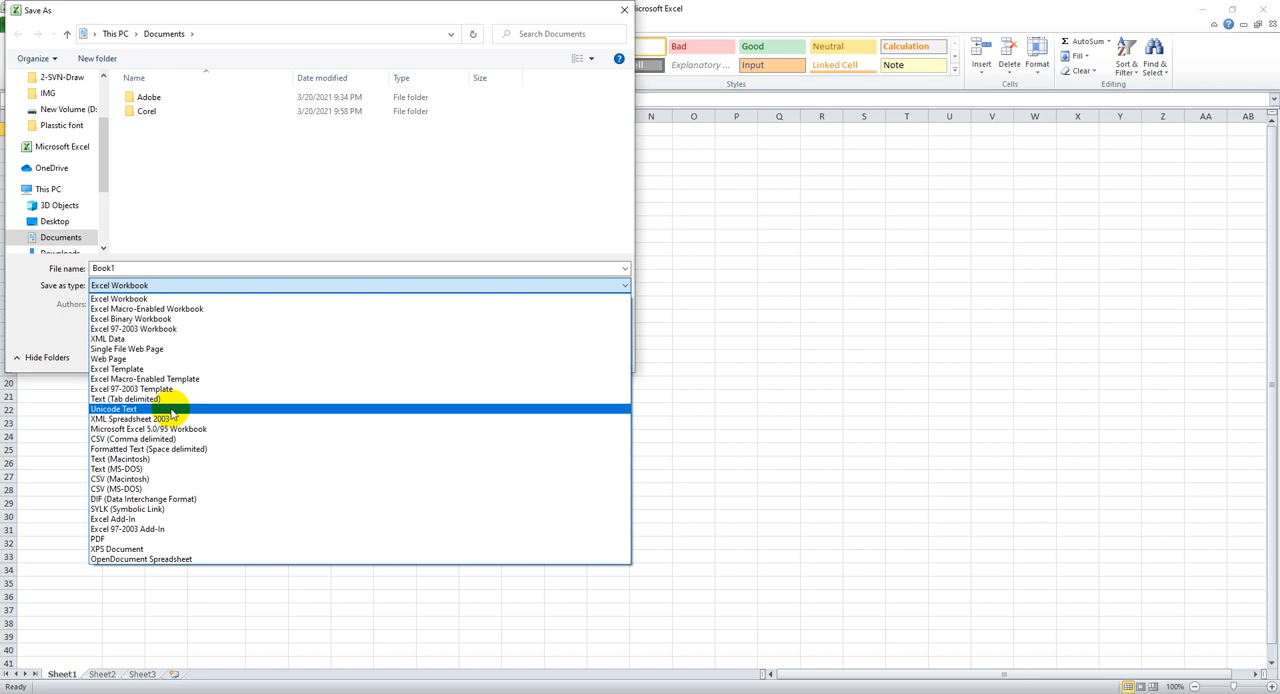 Save As
Microsoft Excel
This PC
Documents
Search Documents
Organize
New folder
Name
Date modified
Type
Size
2-SVN-Draw
IMG
New Volume (D:
Plasstic font
Microsoft Excel
OneDrive
This PC
3D Objects
Desktop
Documents
Downloads
Adobe
3/20/2021 9:34 PM
File folder
Corel
3/20/2021 9:58 PM
File folder
File name:
Book1
Save as type:
Excel Workbook
Authors:
Hide Folders
Excel Workbook
Excel Macro-Enabled Workbook
Excel Binary Workbook
Excel 97-2003 Workbook
XML Data
Single File Web Page
Web Page
Excel Template
Excel Macro-Enabled Template
Excel 97-2003 Template
Text (Tab delimited)
Unicode Text
XML Spreadsheet 2003
Microsoft Excel 5.0/95 Workbook
CSV (Comma delimited)
Formatted Text (Space delimited)
Text (Macintosh)
Text (MS-DOS)
CSV (Macintosh)
CSV (MS-DOS)
DIF (Data Interchange Format)
SYLK (Symbolic Link)
Excel Add-In
Excel 97-2003 Add-In
PDF
XPS Document
OpenDocument Spreadsheet
Bad
Good
Neutral
Calculation
Explanatory ...
Input
Linked Cell
Note
Styles
Insert
Delete
Format
Cells
Σ AutoSum
Fill
Clear
Sort &
Filter
Find &
Select
Editing
N O P Q R S T U V W X Y Z AA AB
20
21
22
23
24
25
26
27
28
29
30
31
32
33
34
35
36
37
38
39
40
41
Sheet1
Sheet2
Sheet3
Ready
100%